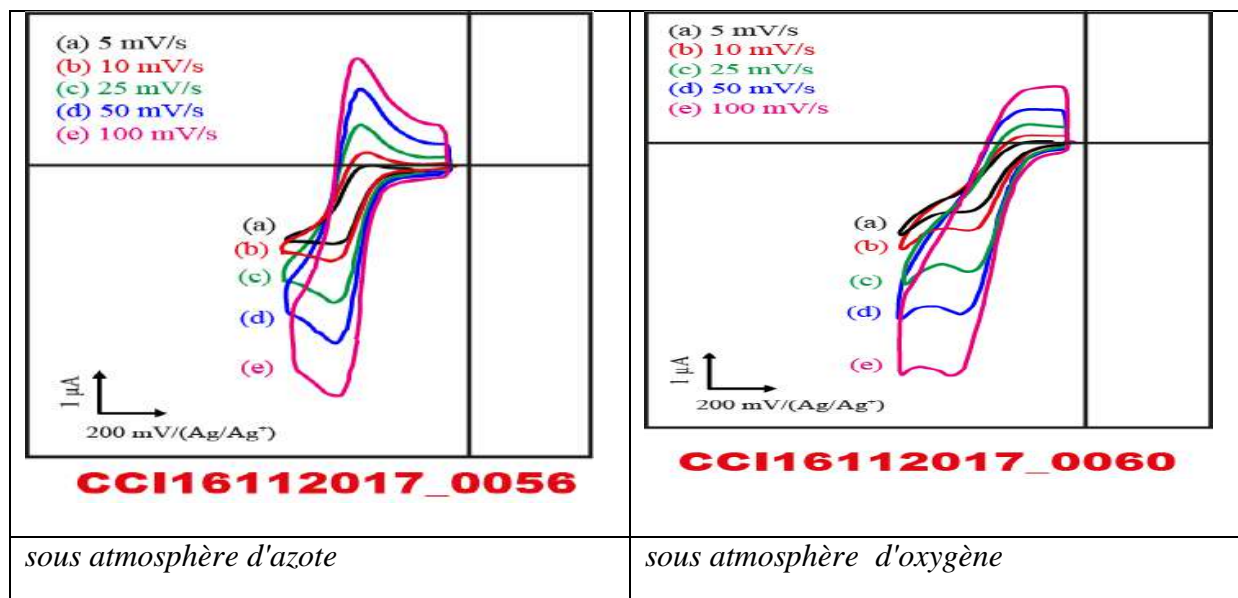 (a) 5 mV/s
(b) 10 mV/s
(c) 25 mV/s
(d) 50 mV/s
(e) 100 mV/s
(a)
(b)
(c)
(d)
(e)
1 µA
200 mV/(Ag/Ag⁺)
CCI16112017_0056
sous atmosphère d'azote
(a) 5 mV/s
(b) 10 mV/s
(c) 25 mV/s
(d) 50 mV/s
(e) 100 mV/s
(a)
(b)
(c)
(d)
(e)
1 µA
200 mV/(Ag/Ag⁺)
CCI16112017_0060
sous atmosphère d'oxygène